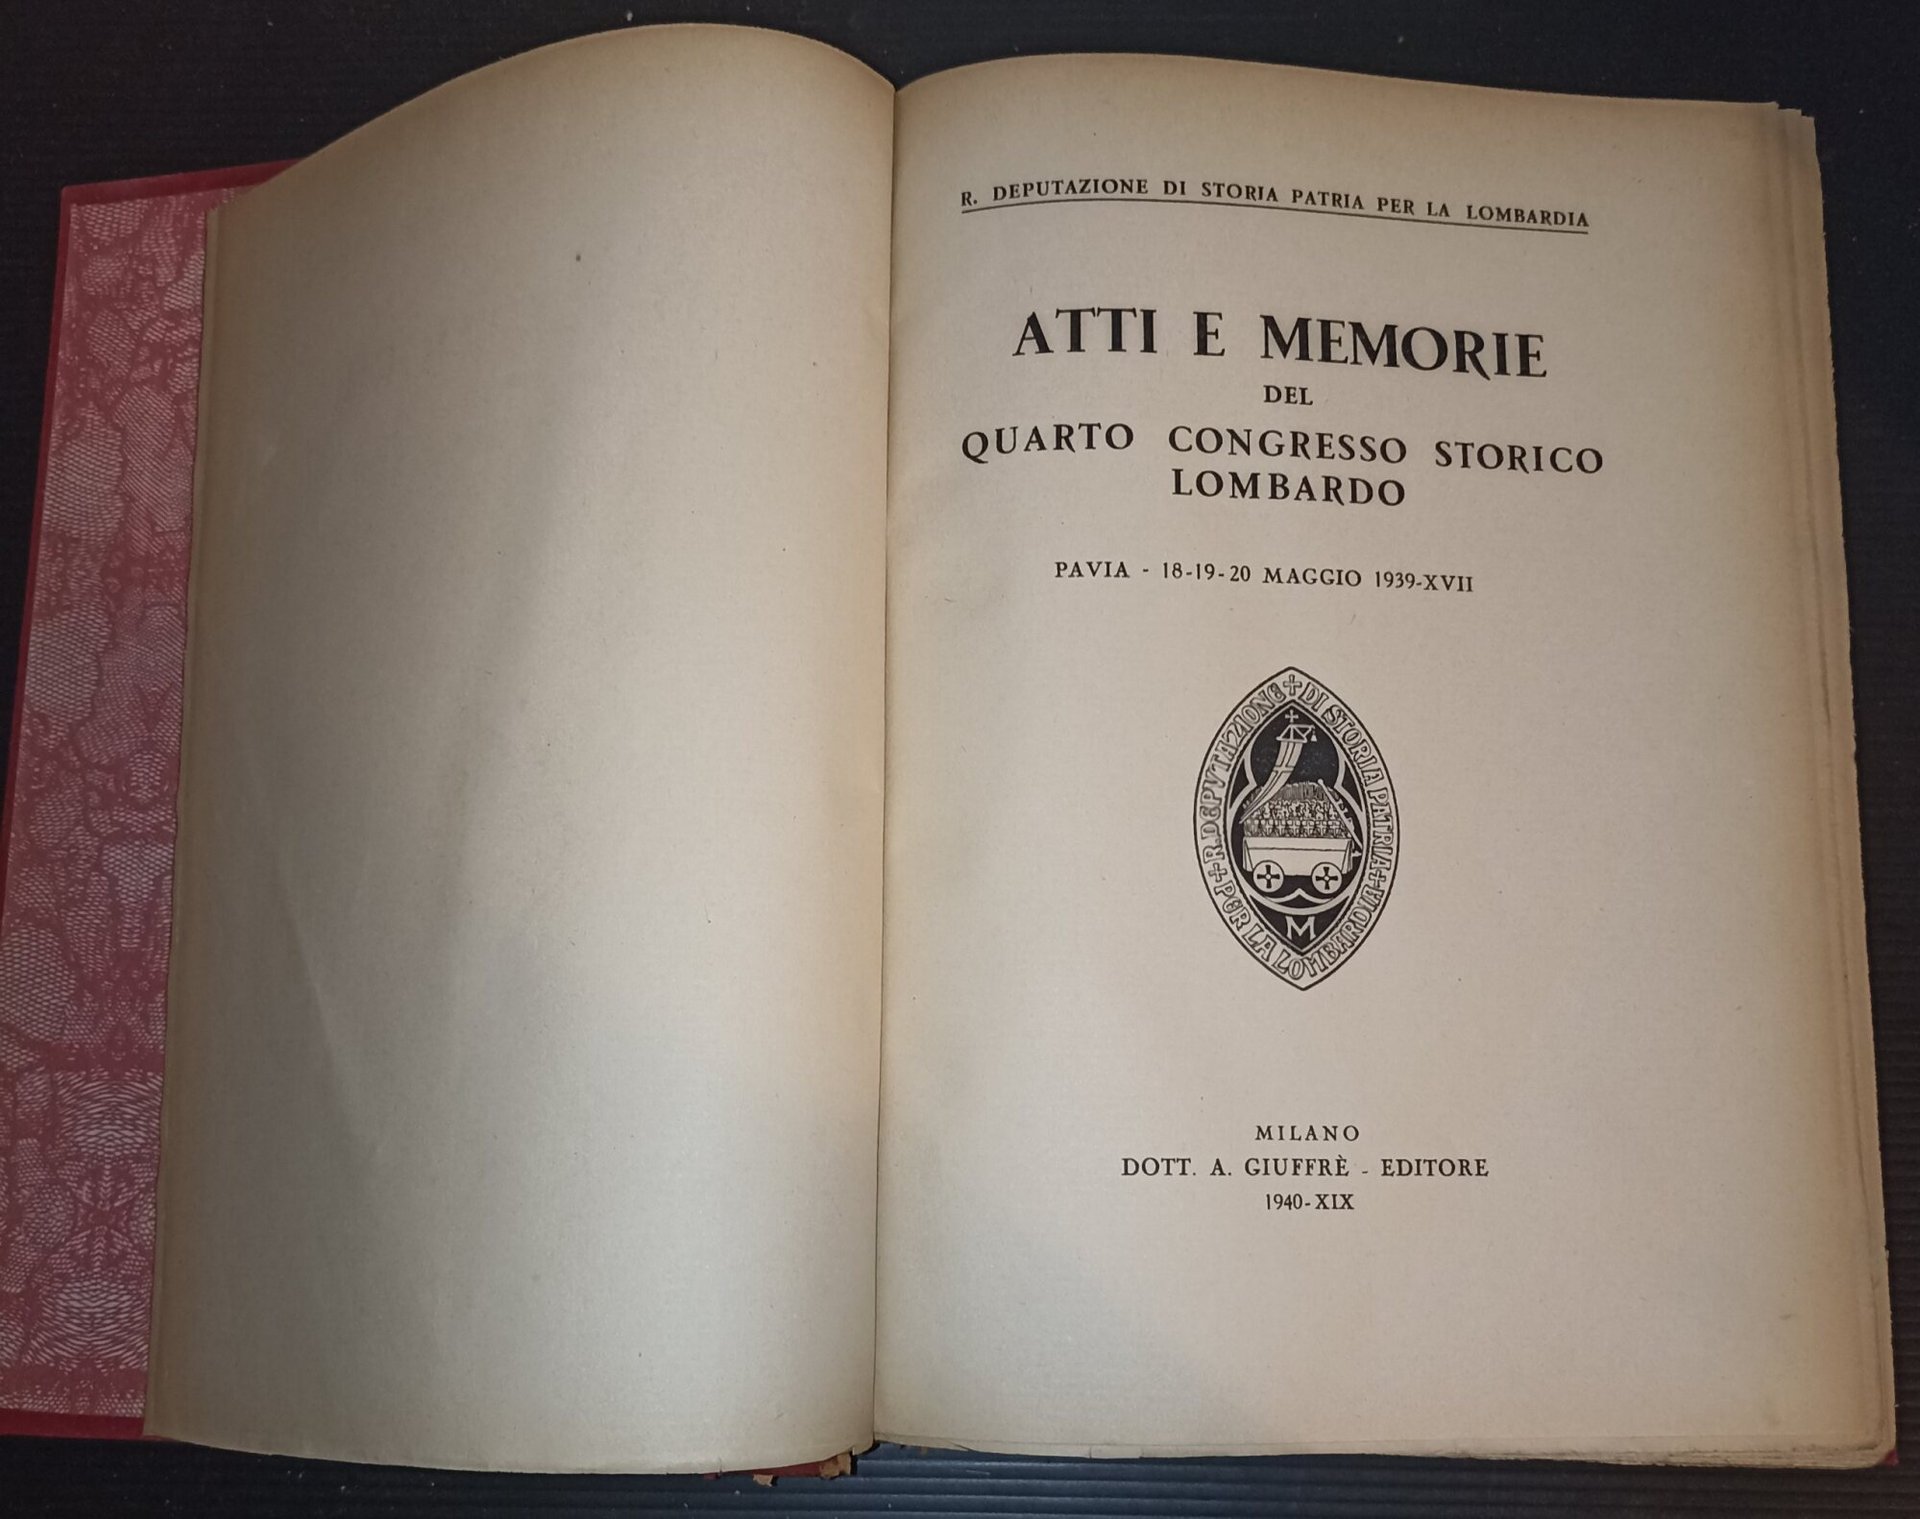 R. DEPUTAZIONE DI STORIA PATRIA PER LA LOMBARDIA
ATTI E MEMORIE
DEL
QUARTO CONGRESSO STORICO
LOMBARDO
PAVIA - 18-19-20 MAGGIO 1939-XVII
+ R. DEPVTAZIONE + DI STORIA PATRIA +
+ PER LA LOMBARDIA
M
MILANO
DOTT. A. GIUFFRÈ - EDITORE
1940-XIX